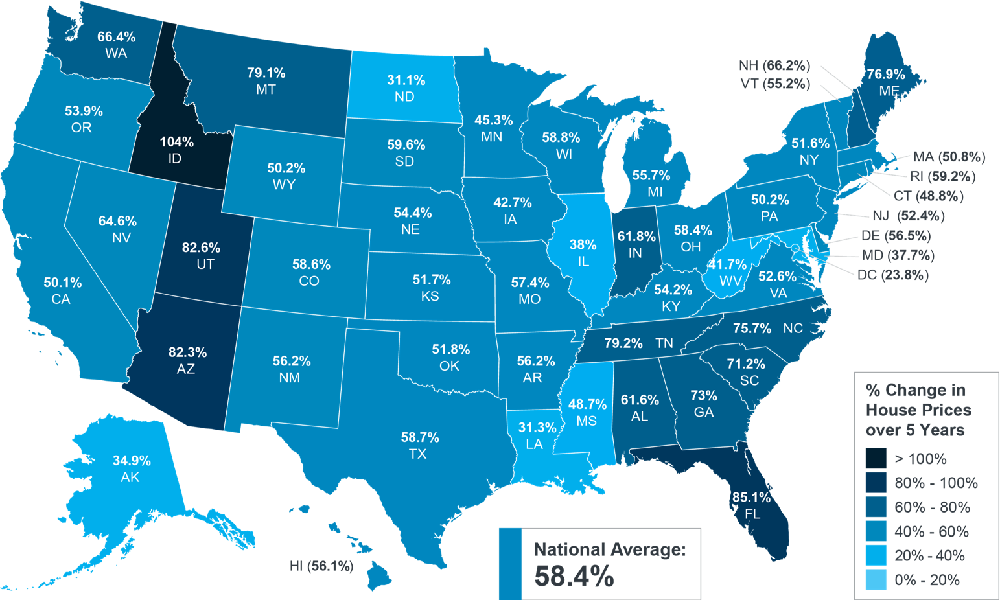 66.4%
WA
79.1%
MT
31.1%
ND
NH (66.2%)
VT (55.2%)
76.9%
ME
53.9%
OR
104%
ID
50.2%
WY
59.6%
SD
45.3%
MN
58.8%
WI
55.7%
MI
51.6%
NY
MA (50.8%)
RI (59.2%)
CT (48.8%)
NJ (52.4%)
DE (56.5%)
MD (37.7%)
DC (23.8%)
64.6%
NV
82.6%
UT
58.6%
CO
54.4%
NE
42.7%
IA
38%
IL
61.8%
IN
58.4%
OH
50.2%
PA
50.1%
CA
51.7%
KS
57.4%
MO
54.2%
KY
41.7%
WV
52.6%
VA
82.3%
AZ
56.2%
NM
51.8%
OK
56.2%
AR
79.2% TN
75.7% NC
71.2%
SC
58.7%
TX
31.3%
LA
48.7%
MS
61.6%
AL
73%
GA
85.1%
FL
34.9%
AK
HI (56.1%)
National Average:
58.4%
% Change in
House Prices
over 5 Years
> 100%
80% - 100%
60% - 80%
40% - 60%
20% - 40%
0% - 20%